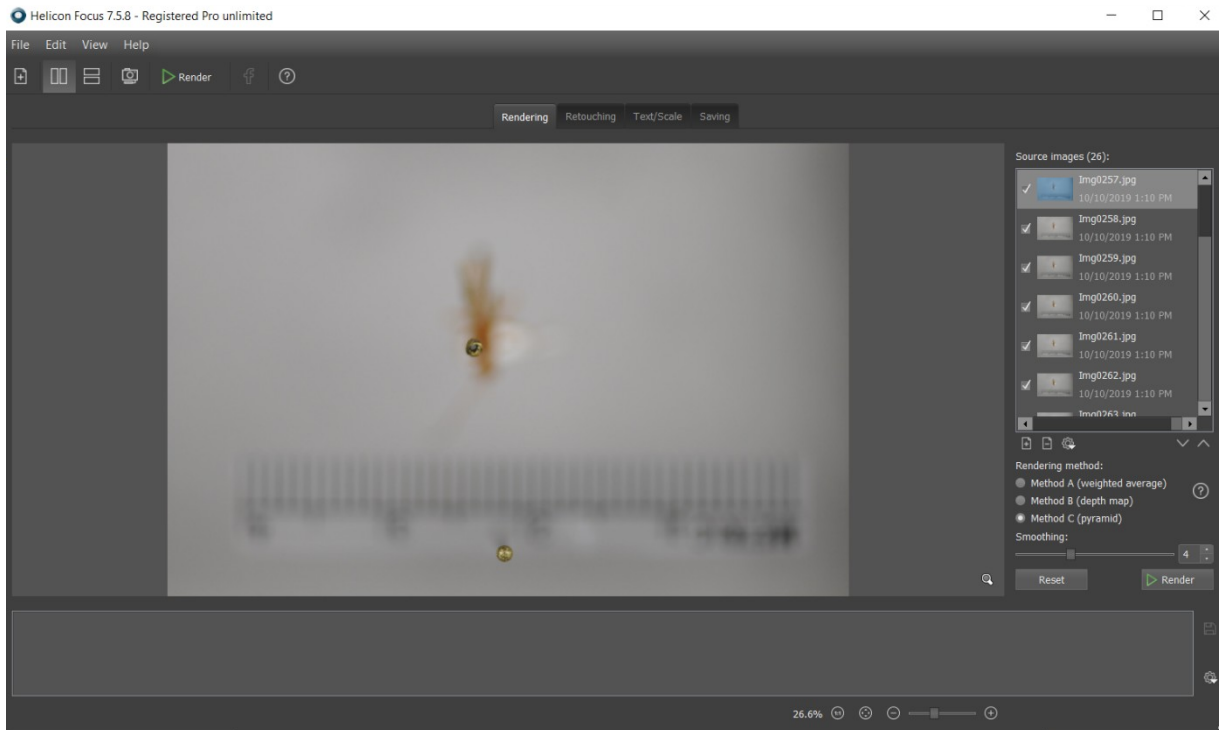 Helicon Focus 7.5.8 - Registered Pro unlimited
File Edit View Help
Render
Rendering Retouching Text/Scale Saving
Source images (26):
Img0257.jpg
10/10/2019 1:10 PM
Img0258.jpg
10/10/2019 1:10 PM
Img0259.jpg
10/10/2019 1:10 PM
Img0260.jpg
10/10/2019 1:10 PM
Img0261.jpg
10/10/2019 1:10 PM
Img0262.jpg
10/10/2019 1:10 PM
Img0263.jpg
Rendering method:
Method A (weighted average)
Method B (depth map)
Method C (pyramid)
Smoothing:
4
Reset Render
26.6%